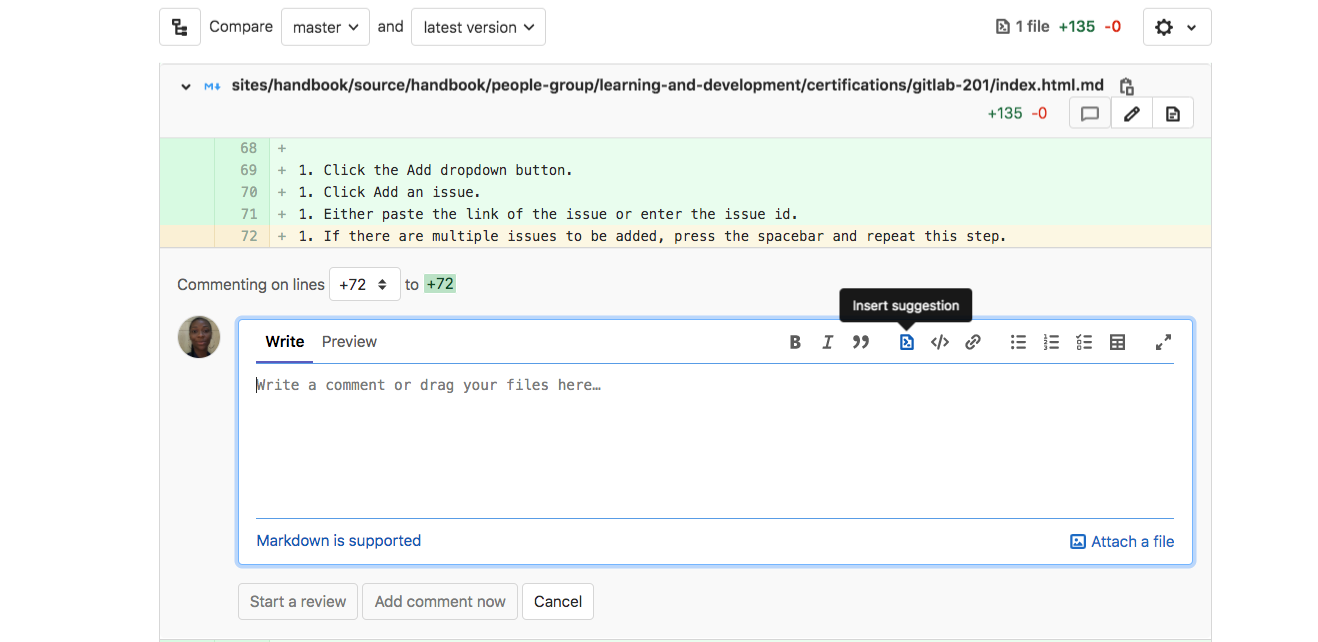 Compare master and latest version 1 file +135 -0
M↓ sites/handbook/source/handbook/people-group/learning-and-development/certifications/gitlab-201/index.html.md
+135 -0
68 +
69 + 1. Click the Add dropdown button.
70 + 1. Click Add an issue.
71 + 1. Either paste the link of the issue or enter the issue id.
72 + 1. If there are multiple issues to be added, press the spacebar and repeat this step.
Commenting on lines +72 to +72
Insert suggestion
Write Preview
Write a comment or drag your files here…
Markdown is supported Attach a file
Start a review Add comment now Cancel